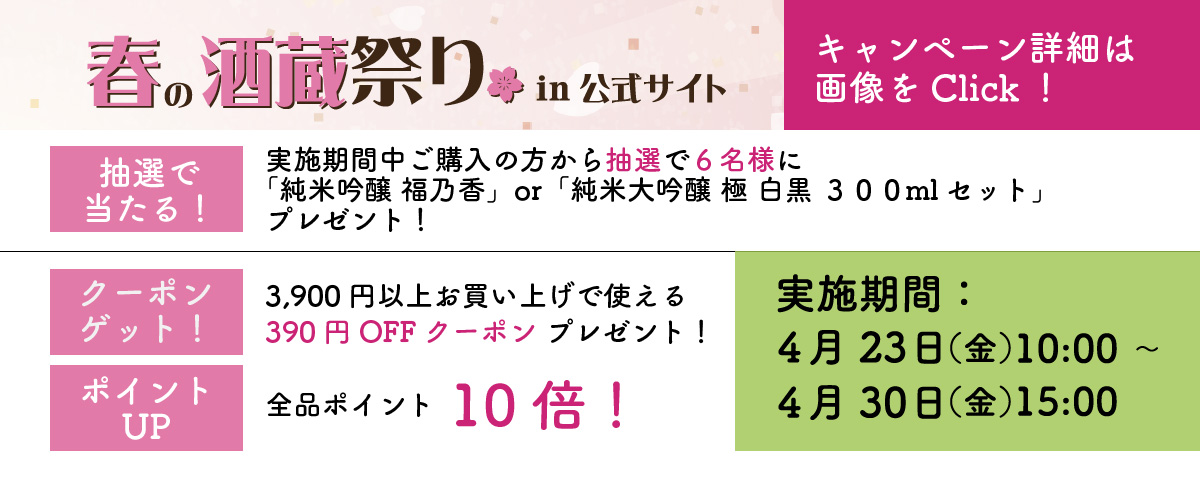 春の酒蔵祭り in 公式サイト
キャンペーン詳細は
画像を Click ！
抽選で
当たる！
実施期間中ご購入の方から抽選で６名様に
「純米吟醸 福乃香」or「純米大吟醸 極 白黒 ３００ml セット」
プレゼント！
クーポン
ゲット！
3,900 円以上お買い上げで使える
390 円 OFF クーポン プレゼント！
ポイント
UP
全品ポイント 10 倍！
実施期間：
４月 23日(金)10:00 ～
４月 30日(金)15:00